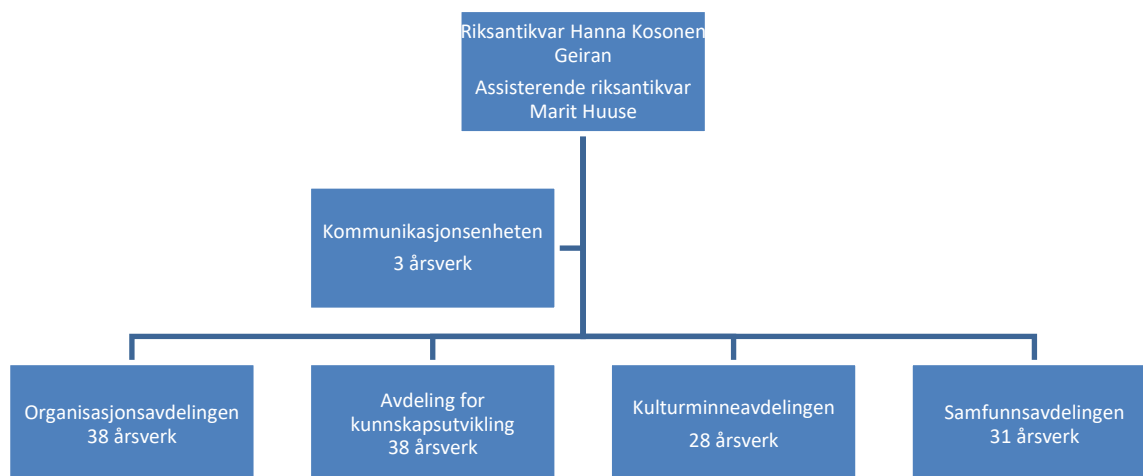 Riksantikvar Hanna Kosonen
Geiran
Assisterende riksantikvar
Marit Huuse
Kommunikasjonsenheten
3 årsverk
Organisasjonsavdelingen
38 årsverk
Avdeling for
kunnskapsutvikling
38 årsverk
Kulturminneavdelingen
28 årsverk
Samfunnsavdelingen
31 årsverk